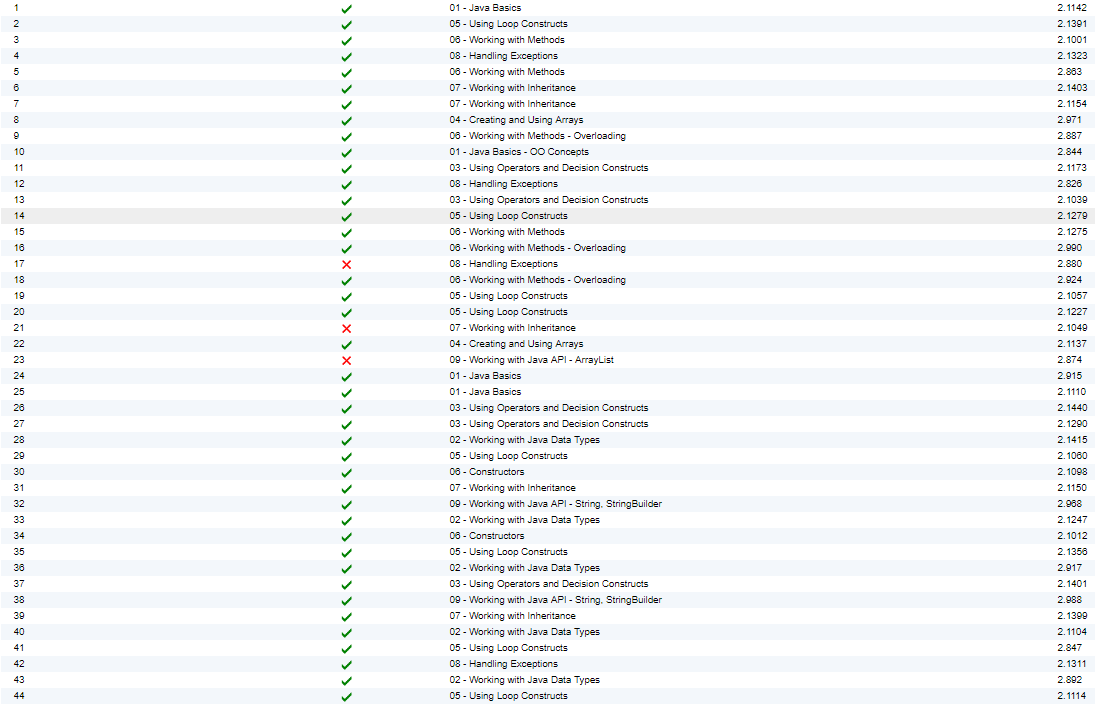 1 01 - Java Basics 2.1142
2 05 - Using Loop Constructs 2.1391
3 06 - Working with Methods 2.1001
4 08 - Handling Exceptions 2.1323
5 06 - Working with Methods 2.863
6 07 - Working with Inheritance 2.1403
7 07 - Working with Inheritance 2.1154
8 04 - Creating and Using Arrays 2.971
9 06 - Working with Methods - Overloading 2.887
10 01 - Java Basics - OO Concepts 2.844
11 03 - Using Operators and Decision Constructs 2.1173
12 08 - Handling Exceptions 2.826
13 03 - Using Operators and Decision Constructs 2.1039
14 05 - Using Loop Constructs 2.1279
15 06 - Working with Methods 2.1275
16 06 - Working with Methods - Overloading 2.990
17 08 - Handling Exceptions 2.880
18 06 - Working with Methods - Overloading 2.924
19 05 - Using Loop Constructs 2.1057
20 05 - Using Loop Constructs 2.1227
21 07 - Working with Inheritance 2.1049
22 04 - Creating and Using Arrays 2.1137
23 09 - Working with Java API - ArrayList 2.874
24 01 - Java Basics 2.915
25 01 - Java Basics 2.1110
26 03 - Using Operators and Decision Constructs 2.1440
27 03 - Using Operators and Decision Constructs 2.1290
28 02 - Working with Java Data Types 2.1415
29 05 - Using Loop Constructs 2.1060
30 06 - Constructors 2.1098
31 07 - Working with Inheritance 2.1150
32 09 - Working with Java API - String, StringBuilder 2.968
33 02 - Working with Java Data Types 2.1247
34 06 - Constructors 2.1012
35 05 - Using Loop Constructs 2.1356
36 02 - Working with Java Data Types 2.917
37 03 - Using Operators and Decision Constructs 2.1401
38 09 - Working with Java API - String, StringBuilder 2.988
39 07 - Working with Inheritance 2.1399
40 02 - Working with Java Data Types 2.1104
41 05 - Using Loop Constructs 2.847
42 08 - Handling Exceptions 2.1311
43 02 - Working with Java Data Types 2.892
44 05 - Using Loop Constructs 2.1114